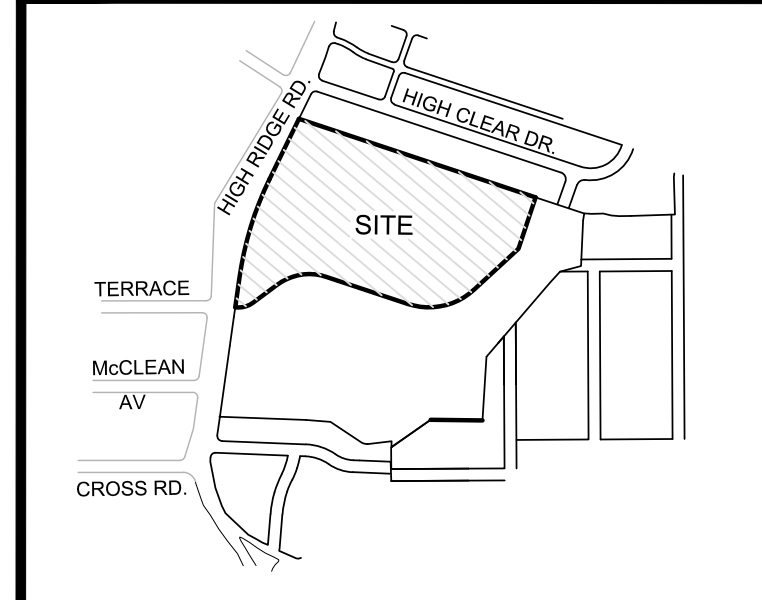 HIGH RIDGE RD.
HIGH CLEAR DR.
SITE
TERRACE
McCLEAN
AV
CROSS RD.